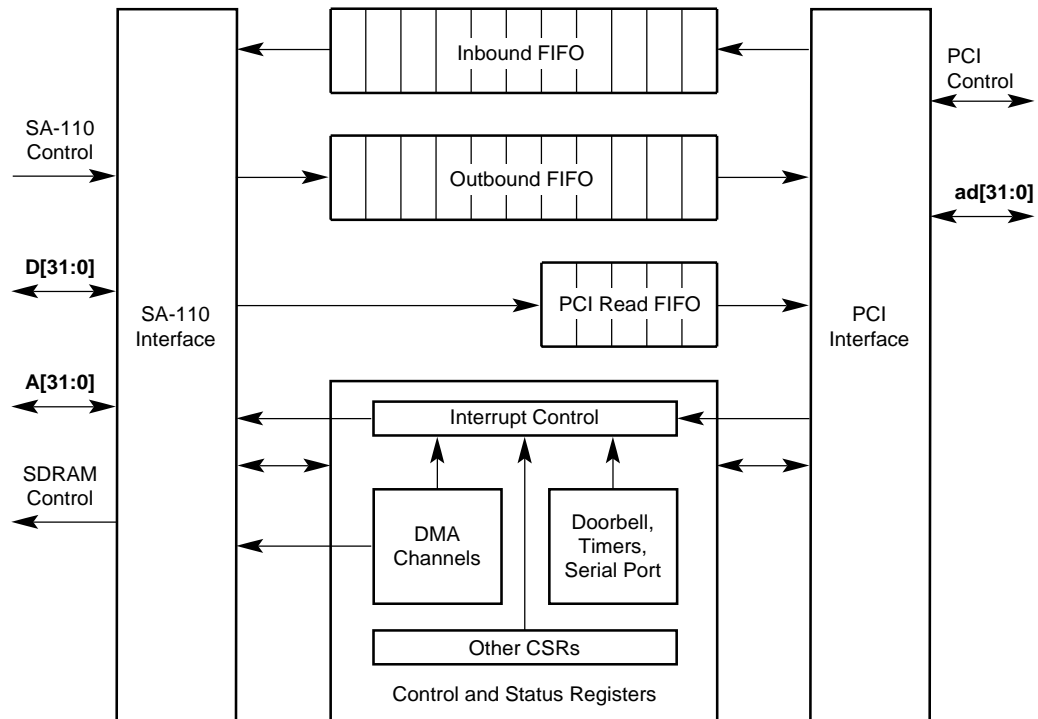 Inbound FIFO
PCI
Control
SA-110
Control
Outbound FIFO
ad[31:0]
D[31:0]
SA-110
Interface
PCI Read FIFO
PCI
Interface
A[31:0]
Interrupt Control
SDRAM
Control
DMA
Channels
Doorbell,
Timers,
Serial Port
Other CSRs
Control and Status Registers